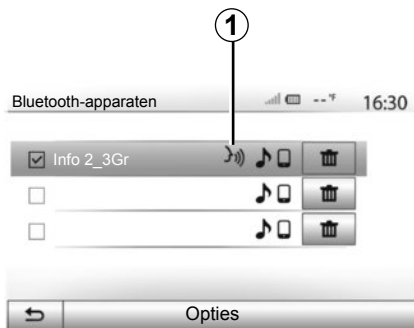 1
Bluetooth-apparaten --°F 16:30
Info 2_3Gr
Opties